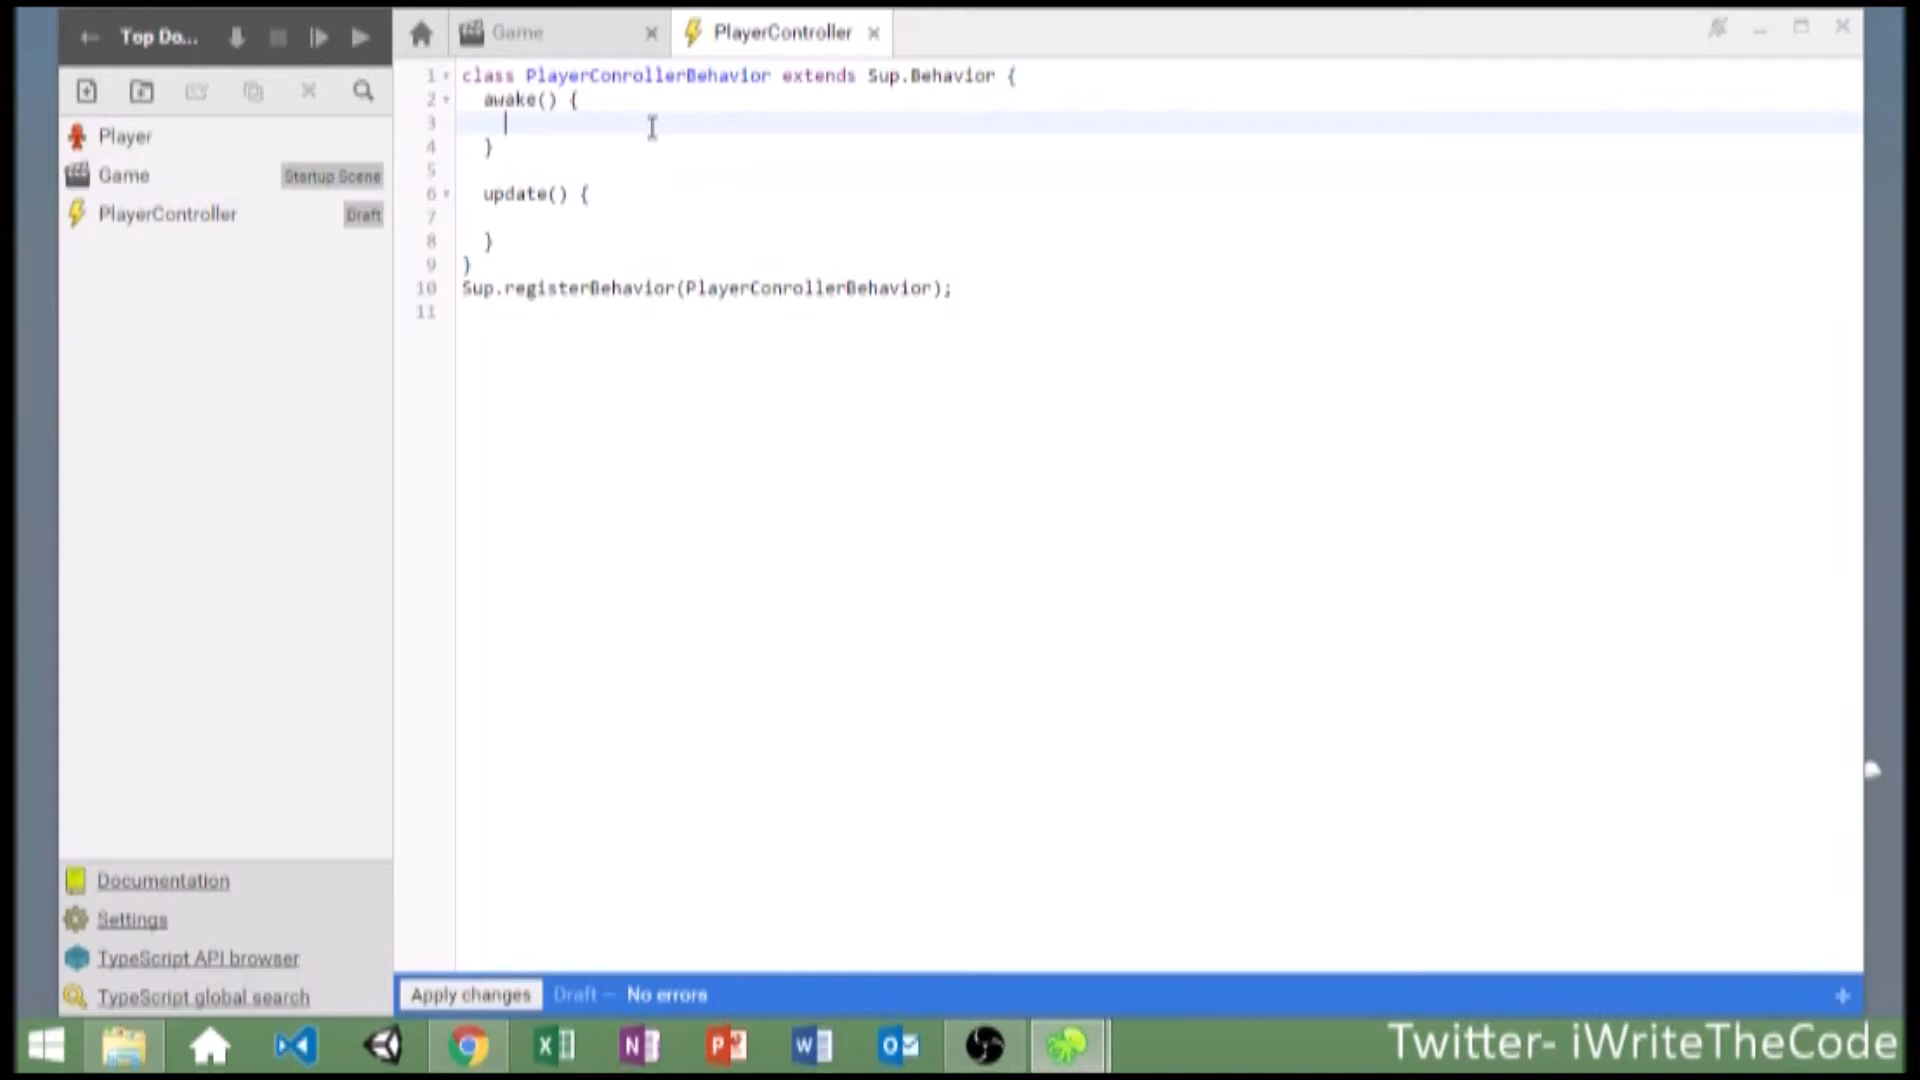 Top Do...
Game
PlayerController
Player
Game
Startup Scene
PlayerController
Draft
1 class PlayerConrollerBehavior extends Sup.Behavior {
2 awake() {
3
4 }
5
6 update() {
7
8 }
9 }
10 Sup.registerBehavior(PlayerConrollerBehavior);
11
Documentation
Settings
TypeScript API browser
TypeScript global search
Apply changes Draft — No errors +
Twitter- iWriteTheCode